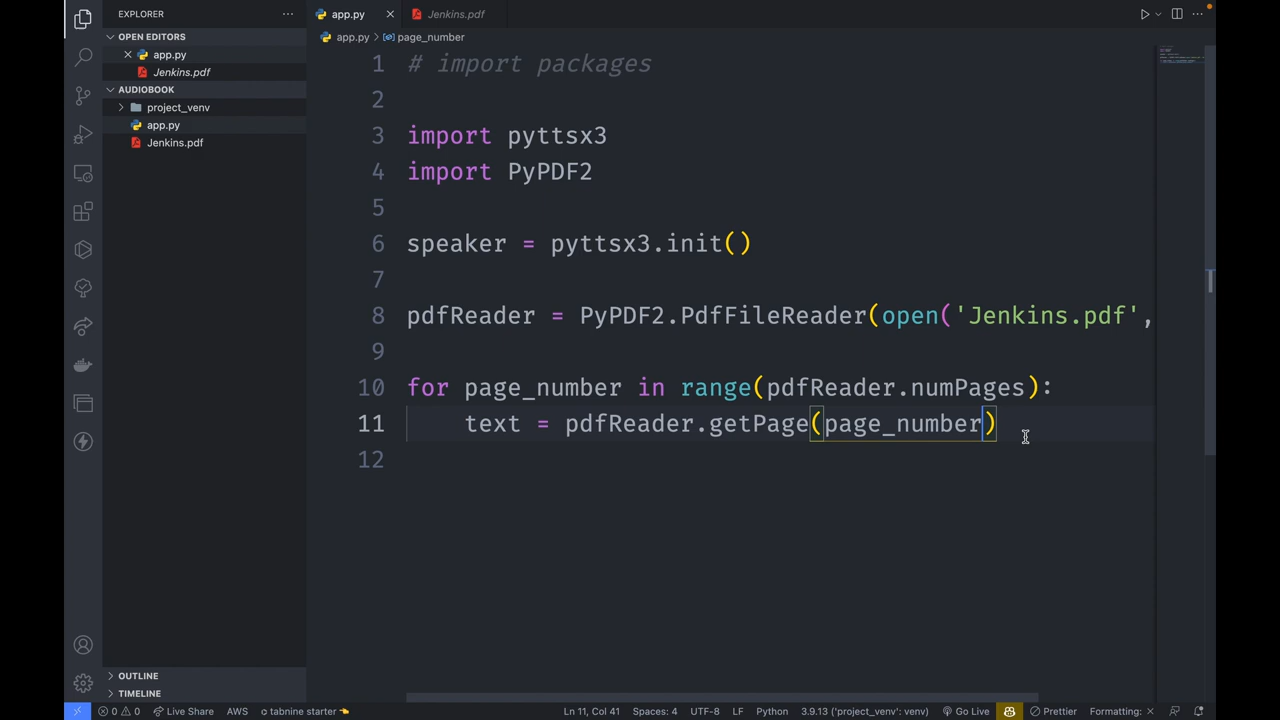 EXPLORER
OPEN EDITORS
app.py
Jenkins.pdf
AUDIOBOOK
project_venv
app.py
Jenkins.pdf
OUTLINE
TIMELINE
app.py
Jenkins.pdf
app.py > page_number
1 # import packages
2
3 import pyttsx3
4 import PyPDF2
5
6 speaker = pyttsx3.init()
7
8 pdfReader = PyPDF2.PdfFileReader(open('Jenkins.pdf',
9
10 for page_number in range(pdfReader.numPages):
11 text = pdfReader.getPage(page_number)
12
0 0 Live Share AWS tabnine starter Ln 11, Col 41 Spaces: 4 UTF-8 LF Python 3.9.13 ('project_venv': venv) Go Live Prettier Formatting: ×